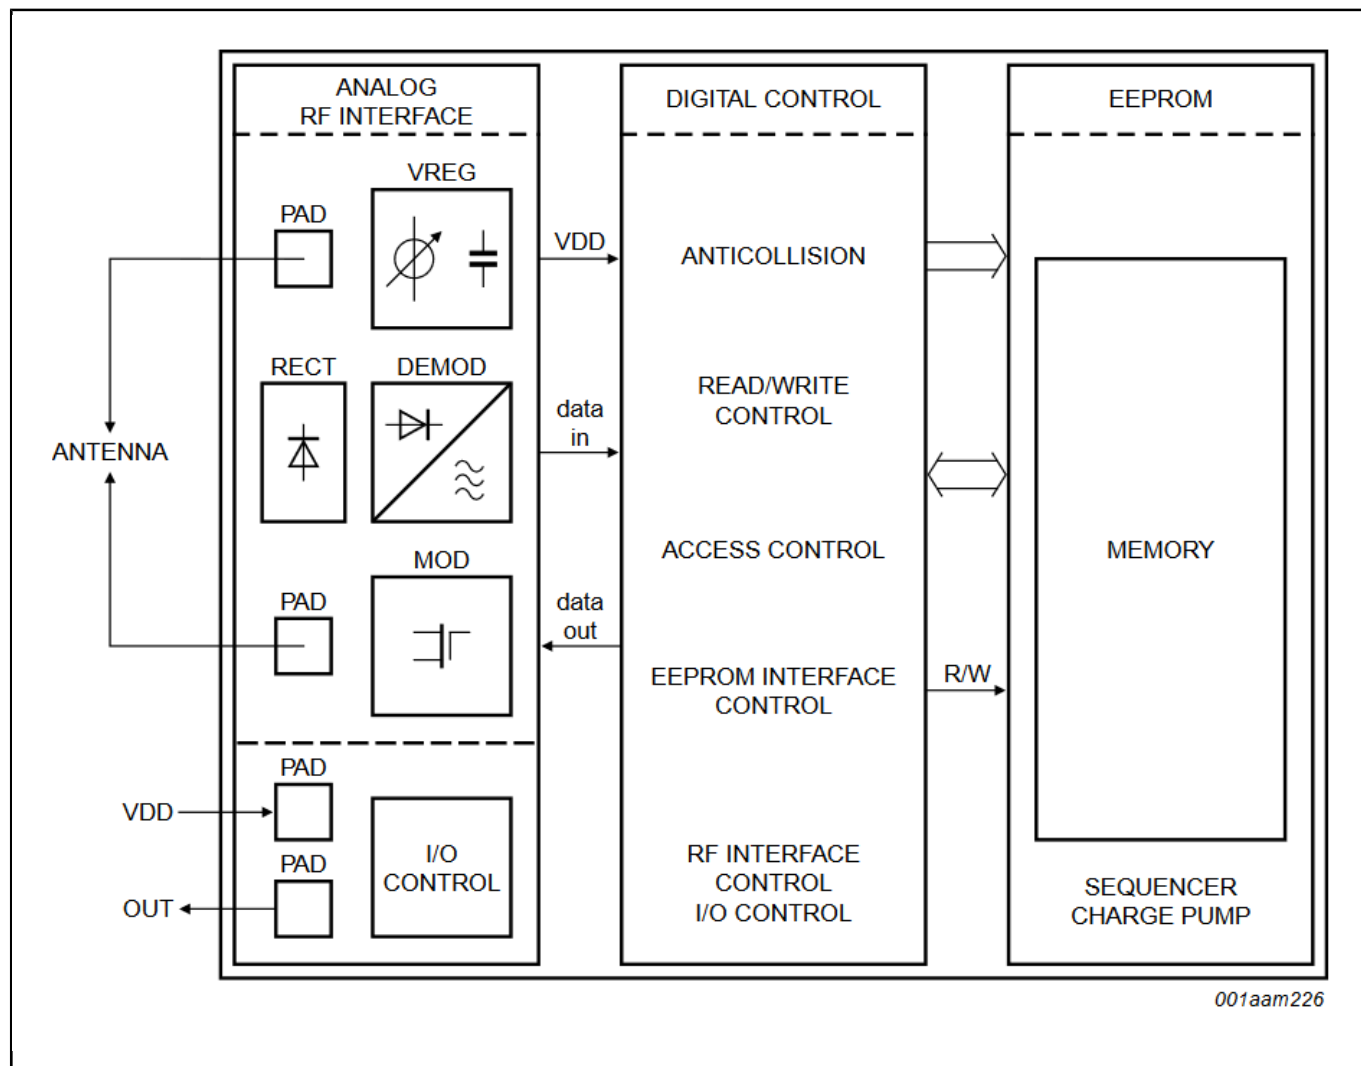 ANALOG
RF INTERFACE
VREG
PAD
RECT
DEMOD
ANTENNA
MOD
PAD
PAD
VDD
PAD
OUT
I/O
CONTROL
VDD
data
in
data
out
DIGITAL CONTROL
ANTICOLLISION
READ/WRITE
CONTROL
ACCESS CONTROL
EEPROM INTERFACE
CONTROL
RF INTERFACE
CONTROL
I/O CONTROL
R/W
EEPROM
MEMORY
SEQUENCER
CHARGE PUMP
001aam226